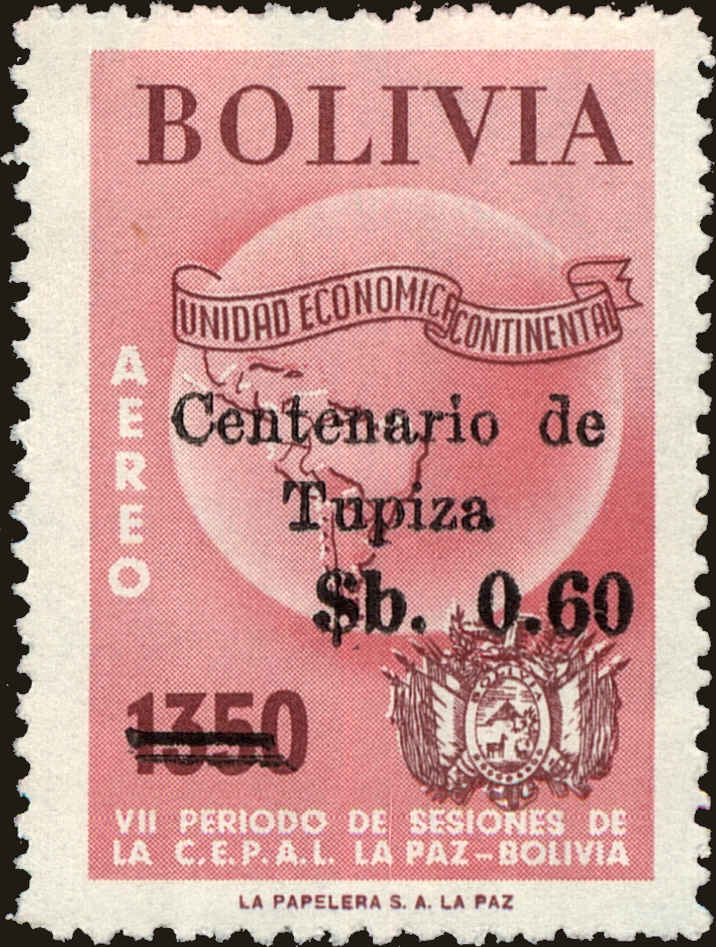 BOLIVIA
UNIDAD ECONOMICA CONTINENTAL
AEREO
Centenario de
Tupiza
$b. 0.60
1350
BOLIVIA
VII PERIODO DE SESIONES DE
LA C.E.P.A.L. LA PAZ-BOLIVIA
LA PAPELERA S. A. LA PAZ